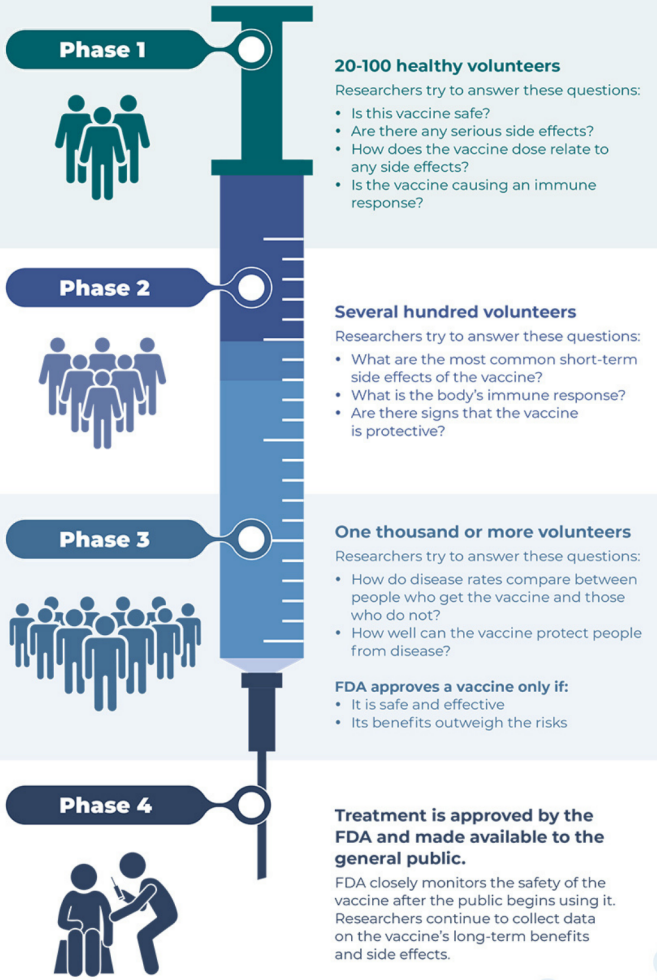 Phase 1
20-100 healthy volunteers
Researchers try to answer these questions:
• Is this vaccine safe?
• Are there any serious side effects?
• How does the vaccine dose relate to
any side effects?
• Is the vaccine causing an immune
response?
Phase 2
Several hundred volunteers
Researchers try to answer these questions:
• What are the most common short-term
side effects of the vaccine?
• What is the body's immune response?
• Are there signs that the vaccine
is protective?
Phase 3
One thousand or more volunteers
Researchers try to answer these questions:
• How do disease rates compare between
people who get the vaccine and those
who do not?
• How well can the vaccine protect people
from disease?
FDA approves a vaccine only if:
• It is safe and effective
• Its benefits outweigh the risks
Phase 4
Treatment is approved by the
FDA and made available to the
general public.
FDA closely monitors the safety of the
vaccine after the public begins using it.
Researchers continue to collect data
on the vaccine's long-term benefits
and side effects.